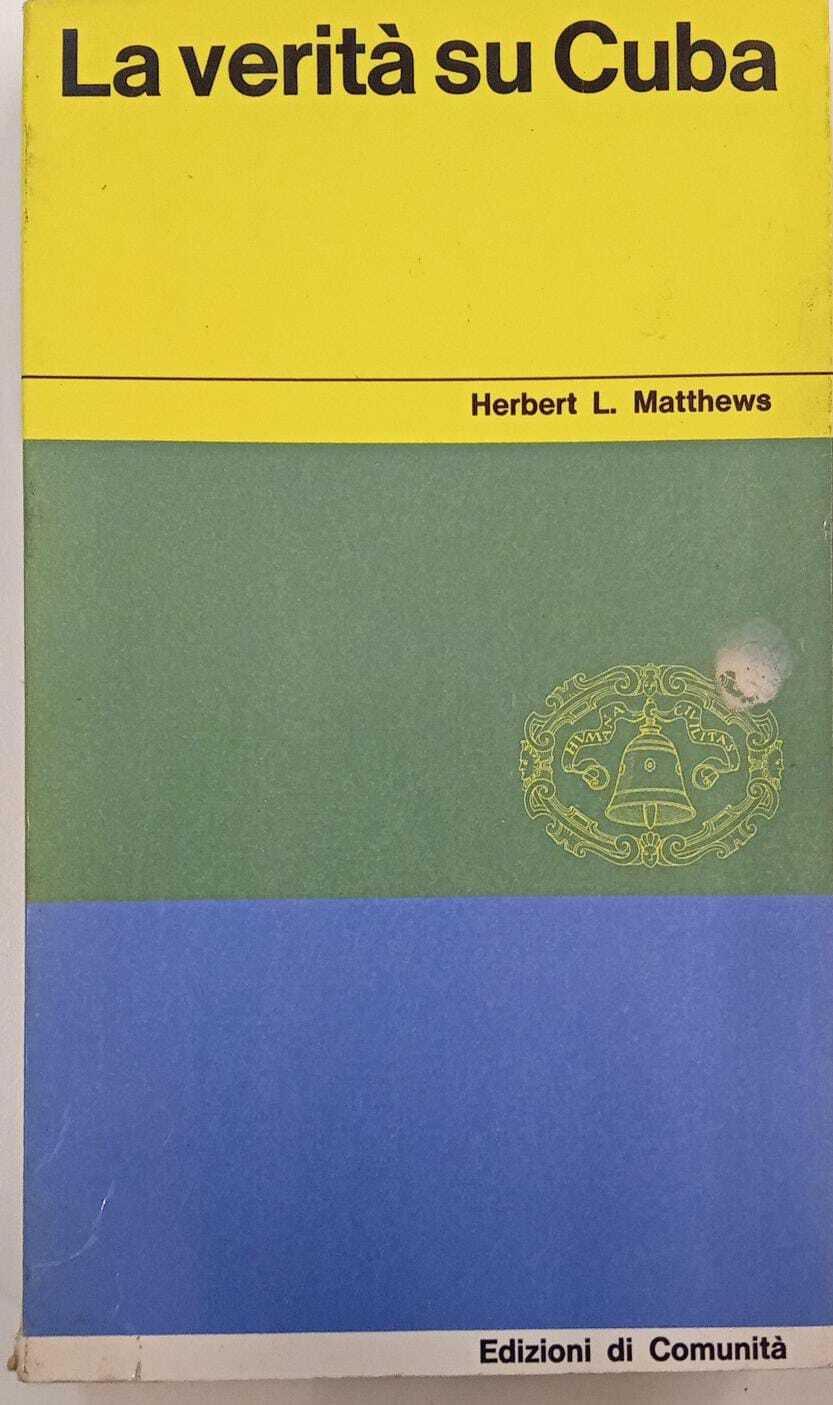 La verità su Cuba
Herbert L. Matthews
HVMANA CIVILITAS
Edizioni di Comunità